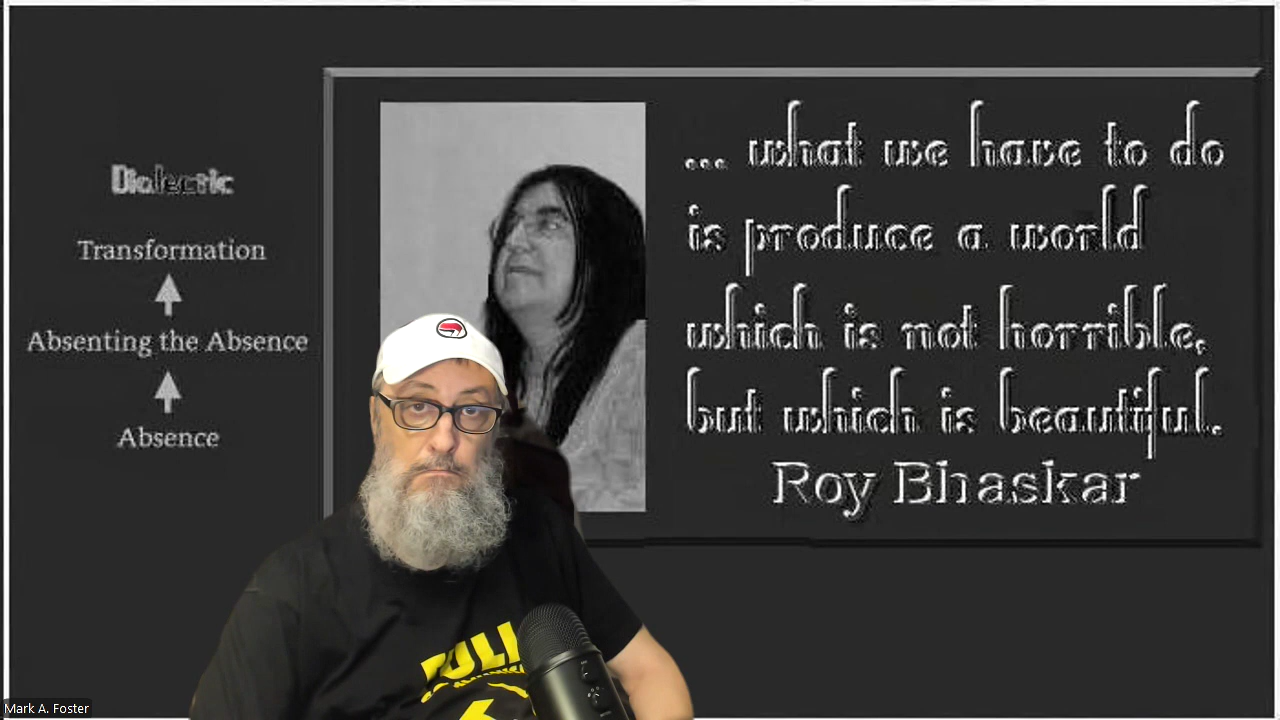 Dialectic
Transformation
Absenting the Absence
Absence
... what we have to do
is produce a world
which is not horrible,
but which is beautiful.
Roy Bhaskar
Mark A. Foster